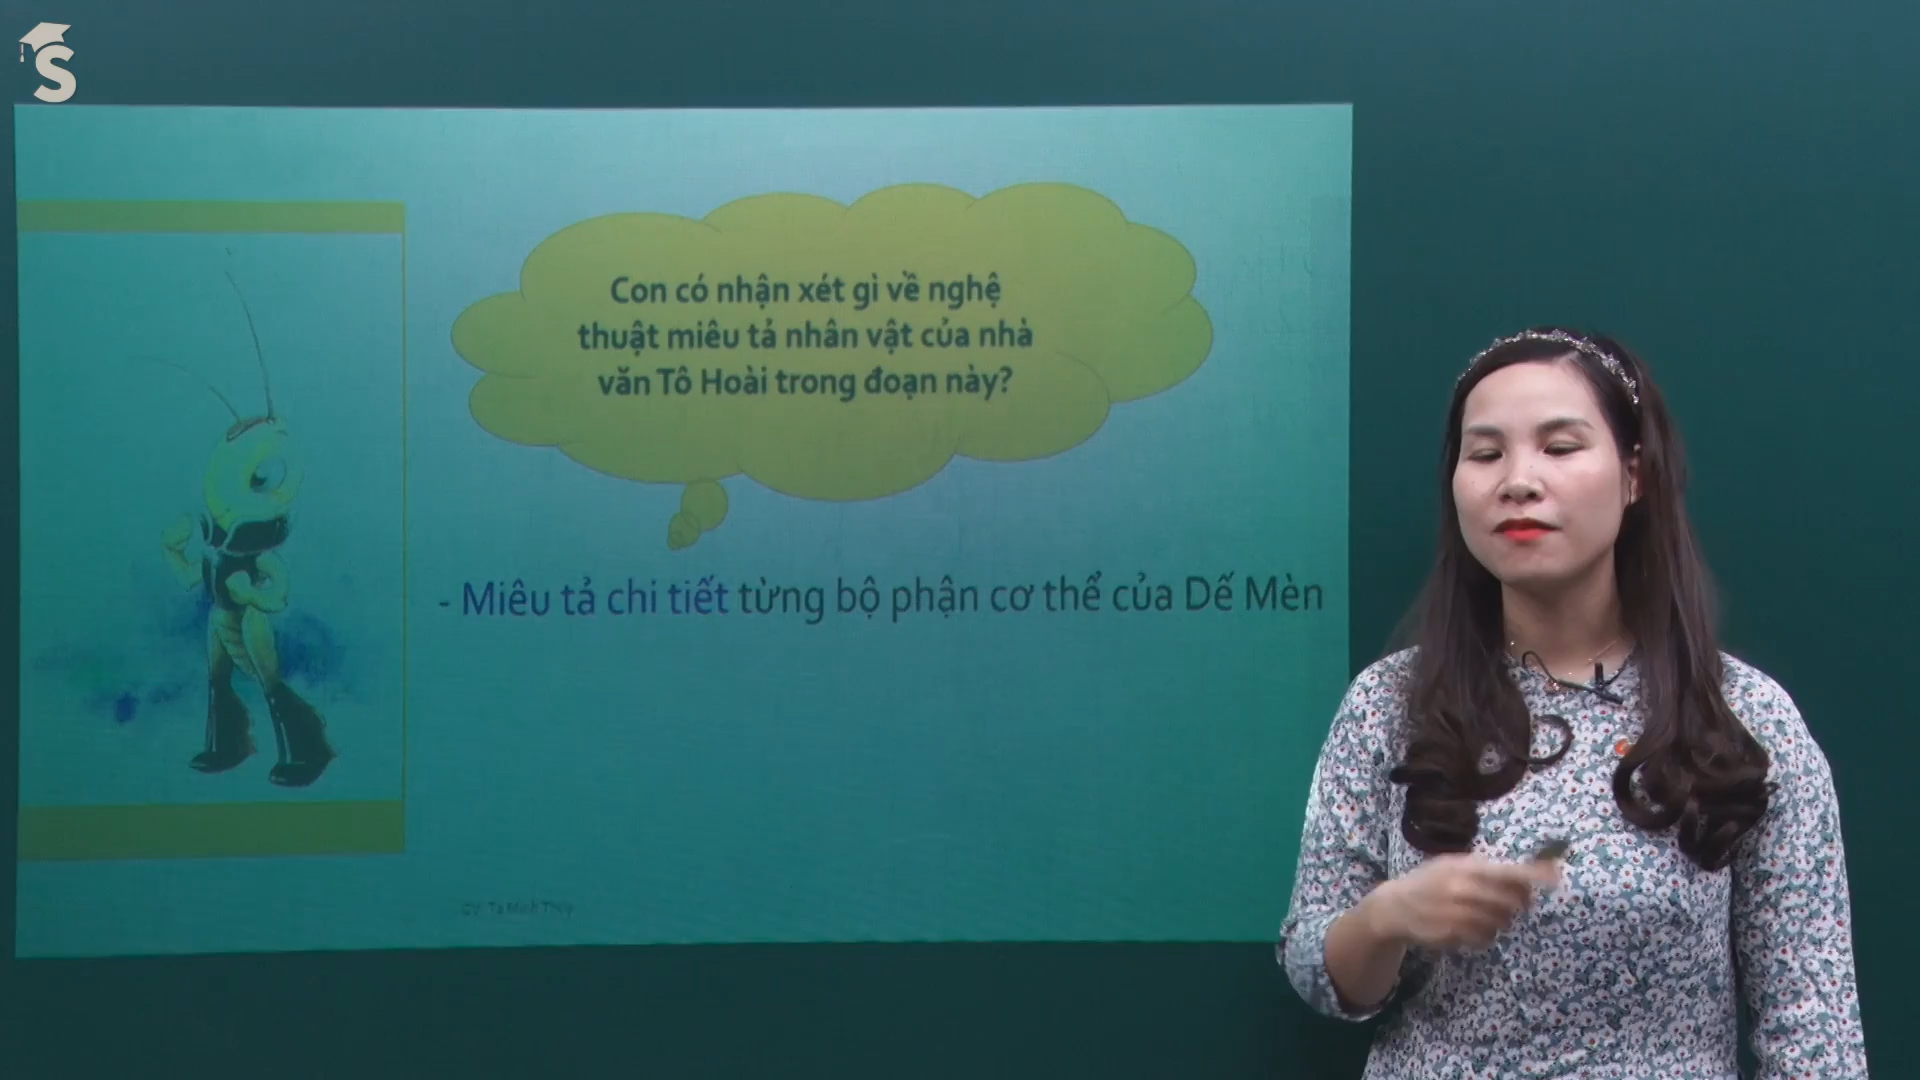 S
Con có nhận xét gì về nghệ
thuật miêu tả nhân vật của nhà
văn Tô Hoài trong đoạn này?
- Miêu tả chi tiết từng bộ phận cơ thể của Dế Mèn